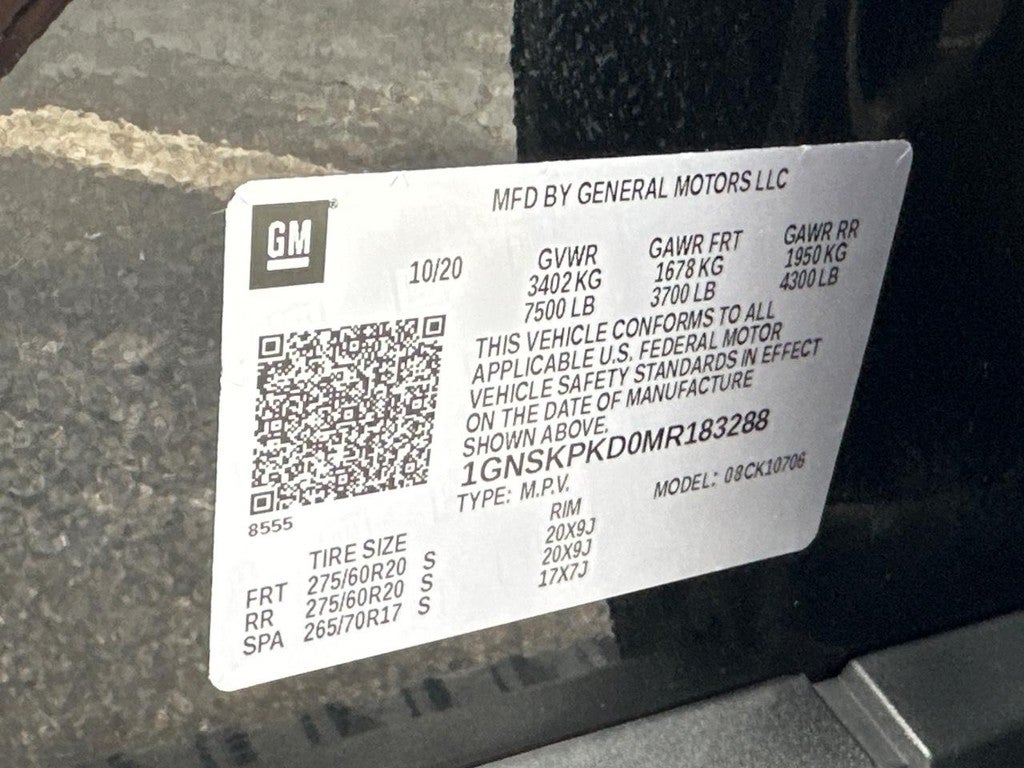 MFD BY GENERAL MOTORS LLC
GM
10/20
GVWR GAWR FRT GAWR RR
3402 KG 1678 KG 1950 KG
7500 LB 3700 LB 4300 LB
THIS VEHICLE CONFORMS TO ALL
APPLICABLE U.S. FEDERAL MOTOR
VEHICLE SAFETY STANDARDS IN EFFECT
ON THE DATE OF MANUFACTURE
SHOWN ABOVE.
1GNSKPKD0MR183288
TYPE: M.P.V. MODEL: 08CK10706
8555
TIRE SIZE RIM
FRT 275/60R20 S 20X9J
RR 275/60R20 S 20X9J
SPA 265/70R17 S 17X7J